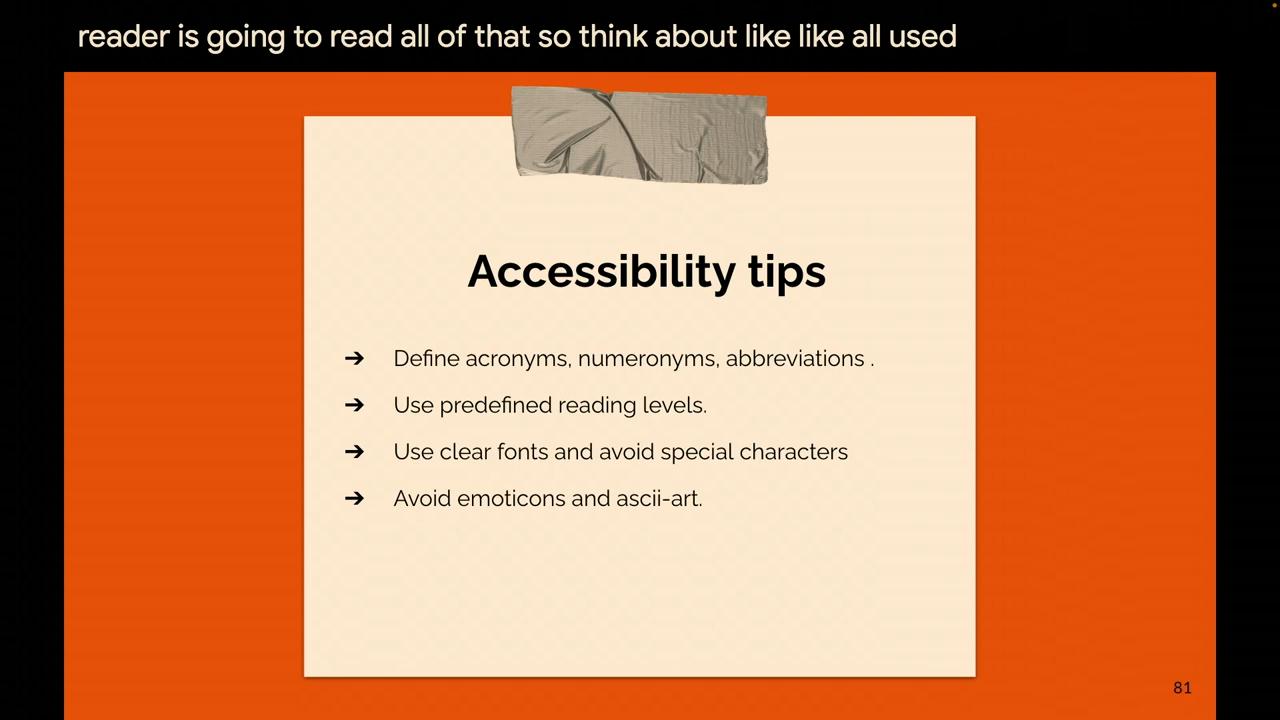 reader is going to read all of that so think about like like all used
Accessibility tips
➔ Define acronyms, numeronyms, abbreviations .
➔ Use predefined reading levels.
➔ Use clear fonts and avoid special characters
➔ Avoid emoticons and ascii-art.
81